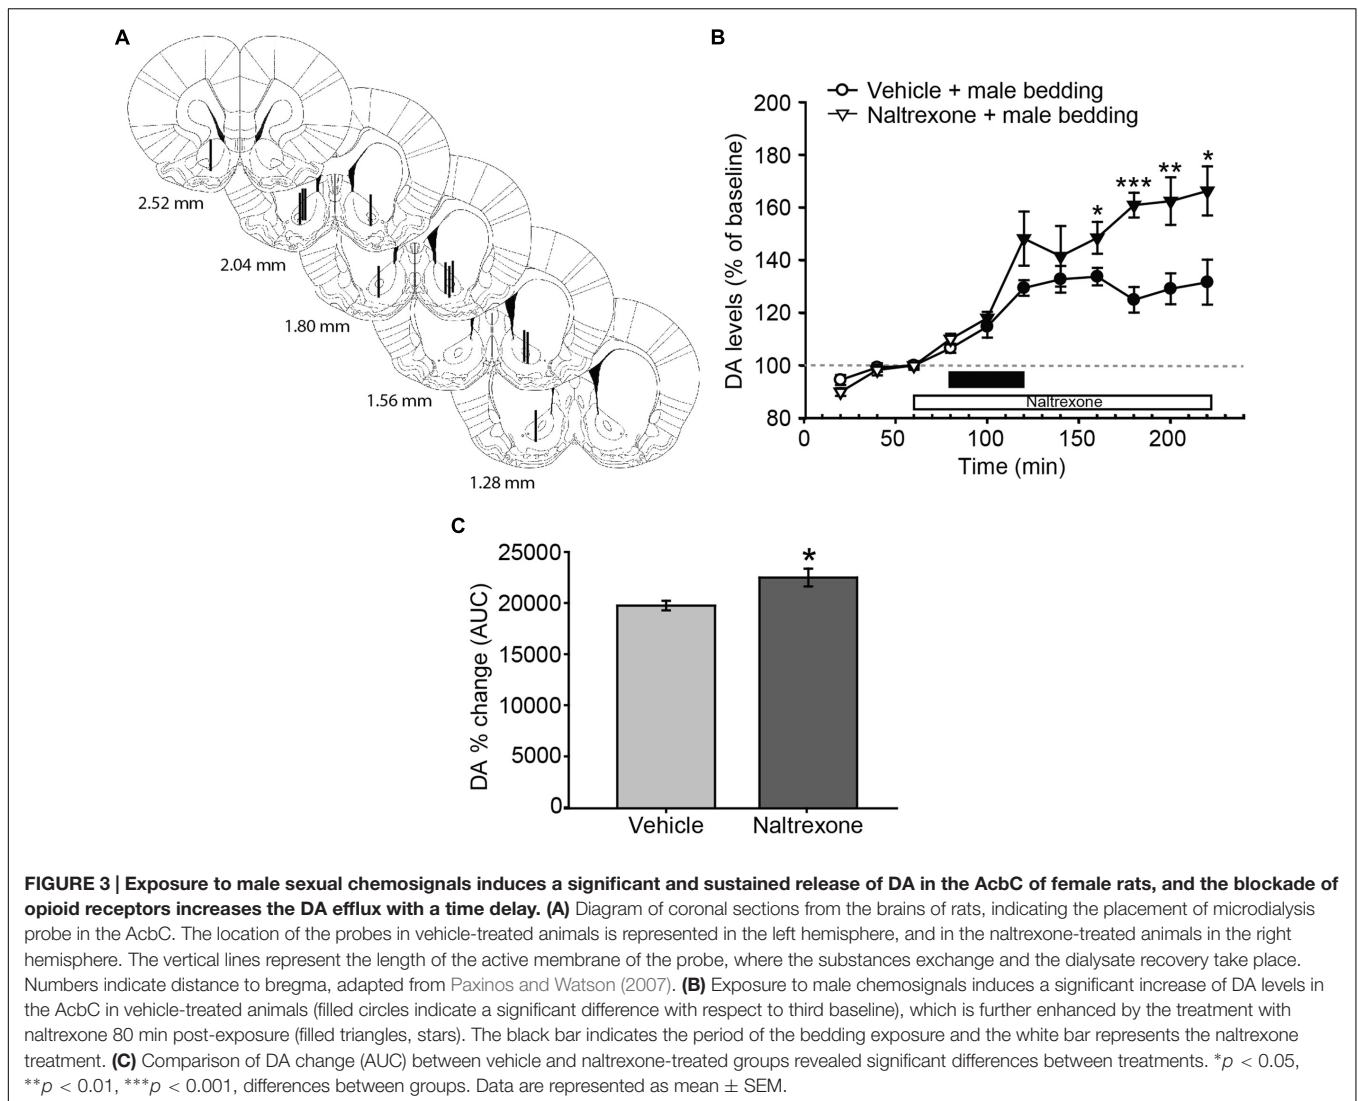 A
2.52 mm
2.04 mm
1.80 mm
1.56 mm
1.28 mm
B
Vehicle + male bedding
Naltrexone + male bedding
DA levels (% of baseline)
200
180
160
140
120
100
80
*
***
**
*
Naltrexone
0
50
100
150
200
Time (min)
C
DA % change (AUC)
25000
20000
15000
10000
5000
0
*
Vehicle
Naltrexone
FIGURE 3 | Exposure to male sexual chemosignals induces a significant and sustained release of DA in the AcbC of female rats, and the blockade of
opioid receptors increases the DA efflux with a time delay. (A) Diagram of coronal sections from the brains of rats, indicating the placement of microdialysis
probe in the AcbC. The location of the probes in vehicle-treated animals is represented in the left hemisphere, and in the naltrexone-treated animals in the right
hemisphere. The vertical lines represent the length of the active membrane of the probe, where the substances exchange and the dialysate recovery take place.
Numbers indicate distance to bregma, adapted from Paxinos and Watson (2007). (B) Exposure to male chemosignals induces a significant increase of DA levels in
the AcbC in vehicle-treated animals (filled circles indicate a significant difference with respect to third baseline), which is further enhanced by the treatment with
naltrexone 80 min post-exposure (filled triangles, stars). The black bar indicates the period of the bedding exposure and the white bar represents the naltrexone
treatment. (C) Comparison of DA change (AUC) between vehicle and naltrexone-treated groups revealed significant differences between treatments. *p < 0.05,
**p < 0.01, ***p < 0.001, differences between groups. Data are represented as mean ± SEM.